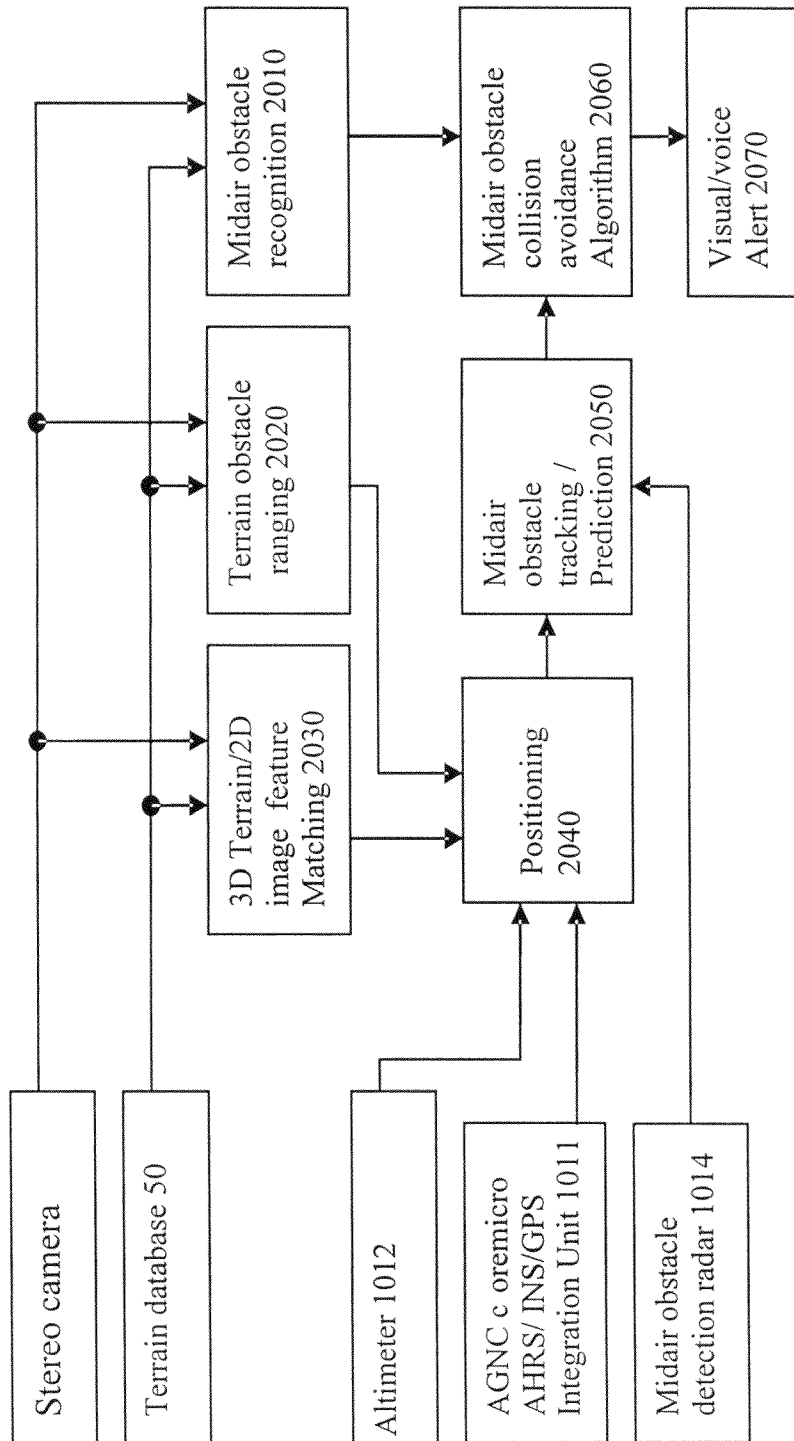 Stereo camera
Terrain database 50
Altimeter 1012
AGNC c oremicro
AHRS/ INS/GPS
Integration Unit 1011
Midair obstacle
detection radar 1014
3D Terrain/2D
image feature
Matching 2030
Terrain obstacle
ranging 2020
Midair obstacle
recognition 2010
Positioning
2040
Midair
obstacle
tracking /
Prediction 2050
Midair obstacle
collision
avoidance
Algorithm 2060
Visual/voice
Alert 2070